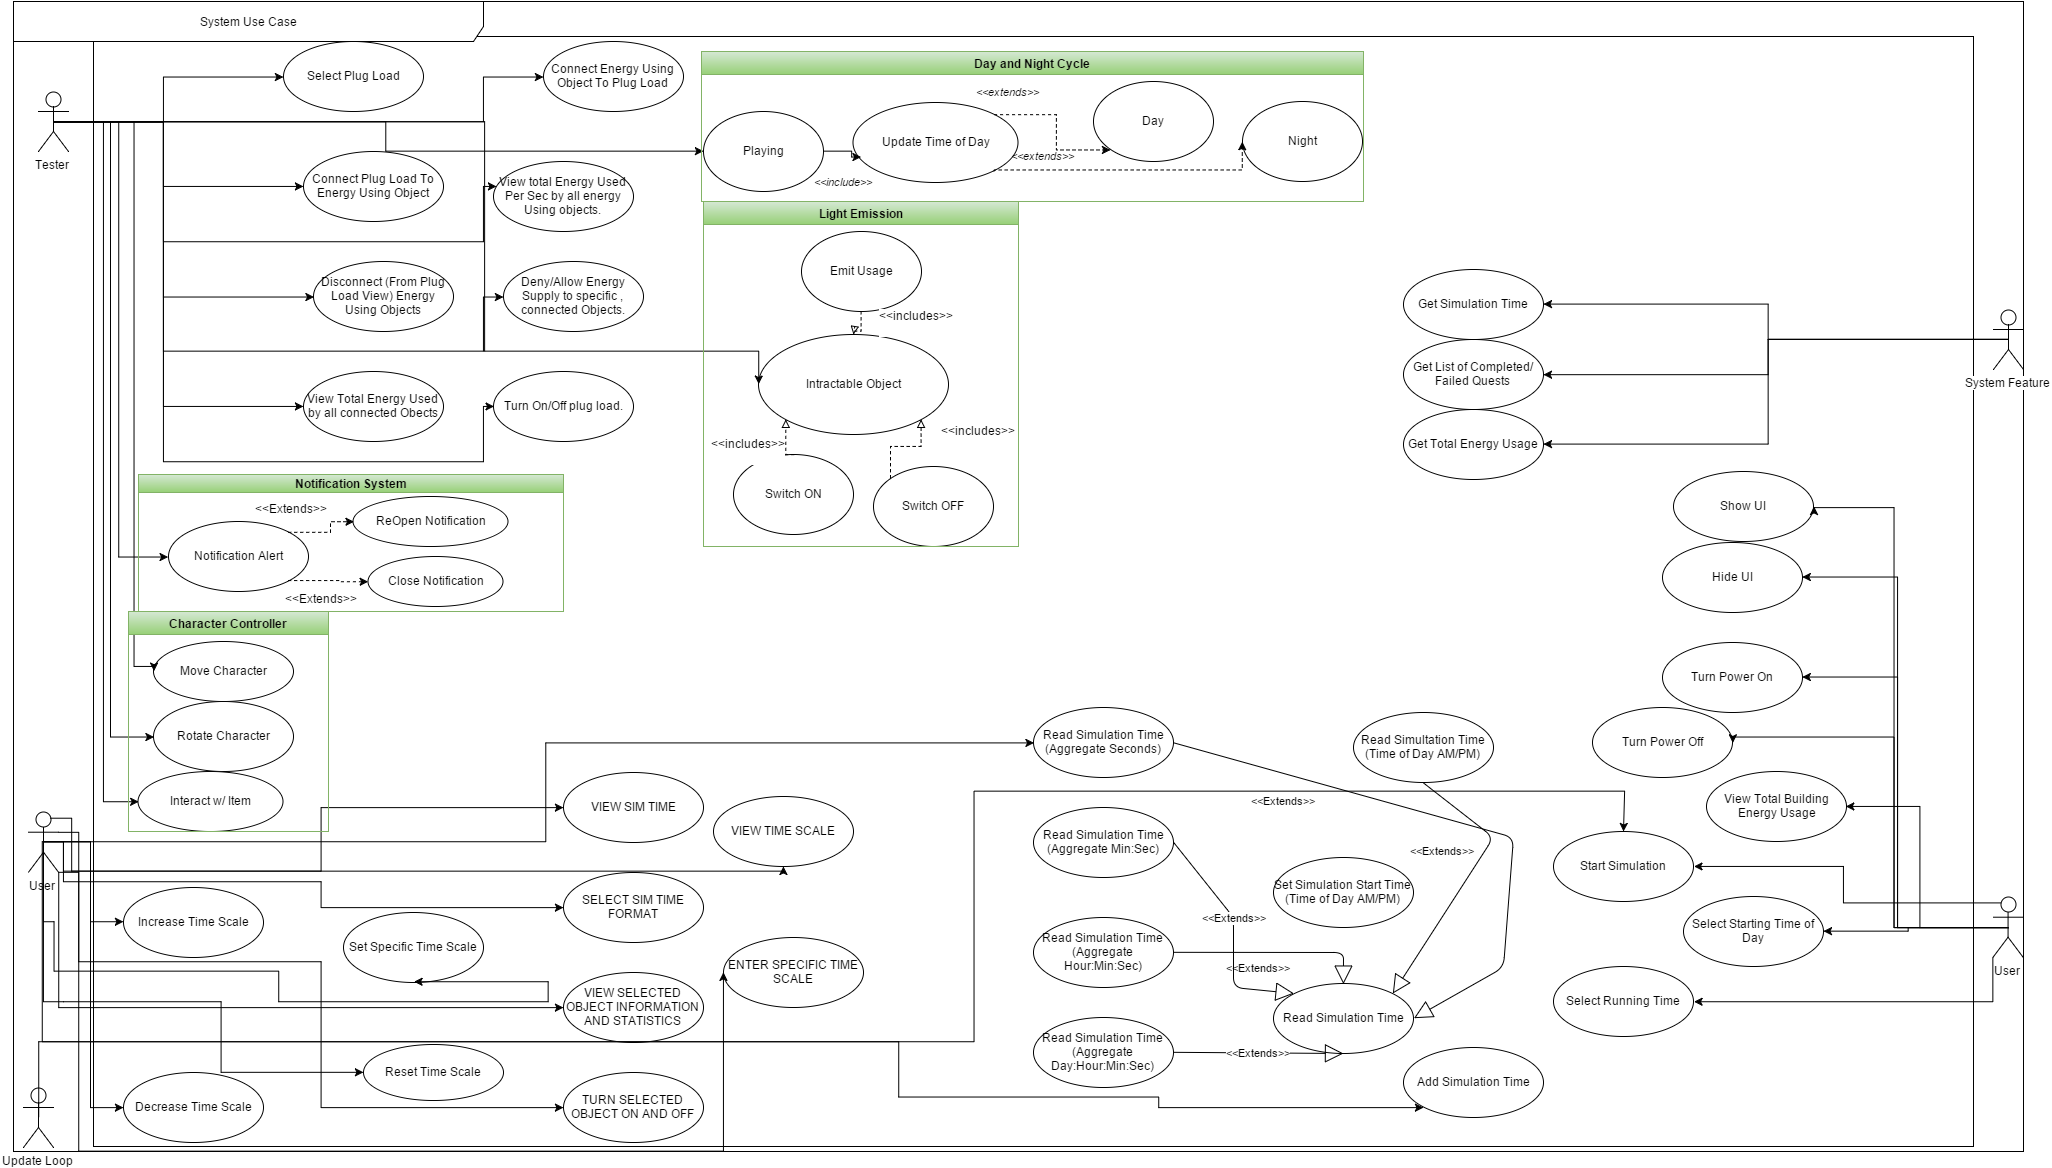 System Use Case
Select Plug Load
Connect Energy Using
Object To Plug Load
Day and Night Cycle
<<extends>>
Day
Night
Playing
Update Time of Day
<<extends>>
<<include>>
Tester
Connect Plug Load To
Energy Using Object
View total Energy Used
Per Sec by all energy
Using objects.
Light Emission
Emit Usage
<<includes>>
Disconnect (From Plug
Load View) Energy
Using Objects
Deny/Allow Energy
Supply to specific ,
connected Objects.
Intractable Object
View Total Energy Used
by all connected Obects
Turn On/Off plug load.
<<includes>>
<<includes>>
Switch ON
Switch OFF
Get Simulation Time
Get List of Completed/
Failed Quests
Get Total Energy Usage
System Feature
Notification System
<<Extends>>
ReOpen Notification
Notification Alert
Close Notification
<<Extends>>
Show UI
Hide UI
Turn Power On
Turn Power Off
View Total Building
Energy Usage
Start Simulation
Select Starting Time of
Day
Select Running Time
User
Character Controller
Move Character
Rotate Character
Interact w/ Item
User
VIEW SIM TIME
VIEW TIME SCALE
SELECT SIM TIME
FORMAT
Increase Time Scale
Set Specific Time Scale
ENTER SPECIFIC TIME
SCALE
VIEW SELECTED
OBJECT INFORMATION
AND STATISTICS
Reset Time Scale
Decrease Time Scale
TURN SELECTED
OBJECT ON AND OFF
Update Loop
Read Simulation Time
(Aggregate Seconds)
Read Simultation Time
(Time of Day AM/PM)
<<Extends>>
Read Simulation Time
(Aggregate Min:Sec)
<<Extends>>
Set Simulation Start Time
(Time of Day AM/PM)
<<Extends>>
Read Simulation Time
(Aggregate
Hour:Min:Sec)
<<Extends>>
Read Simulation Time
Read Simulation Time
(Aggregate
Day:Hour:Min:Sec)
<<Extends>>
Add Simulation Time